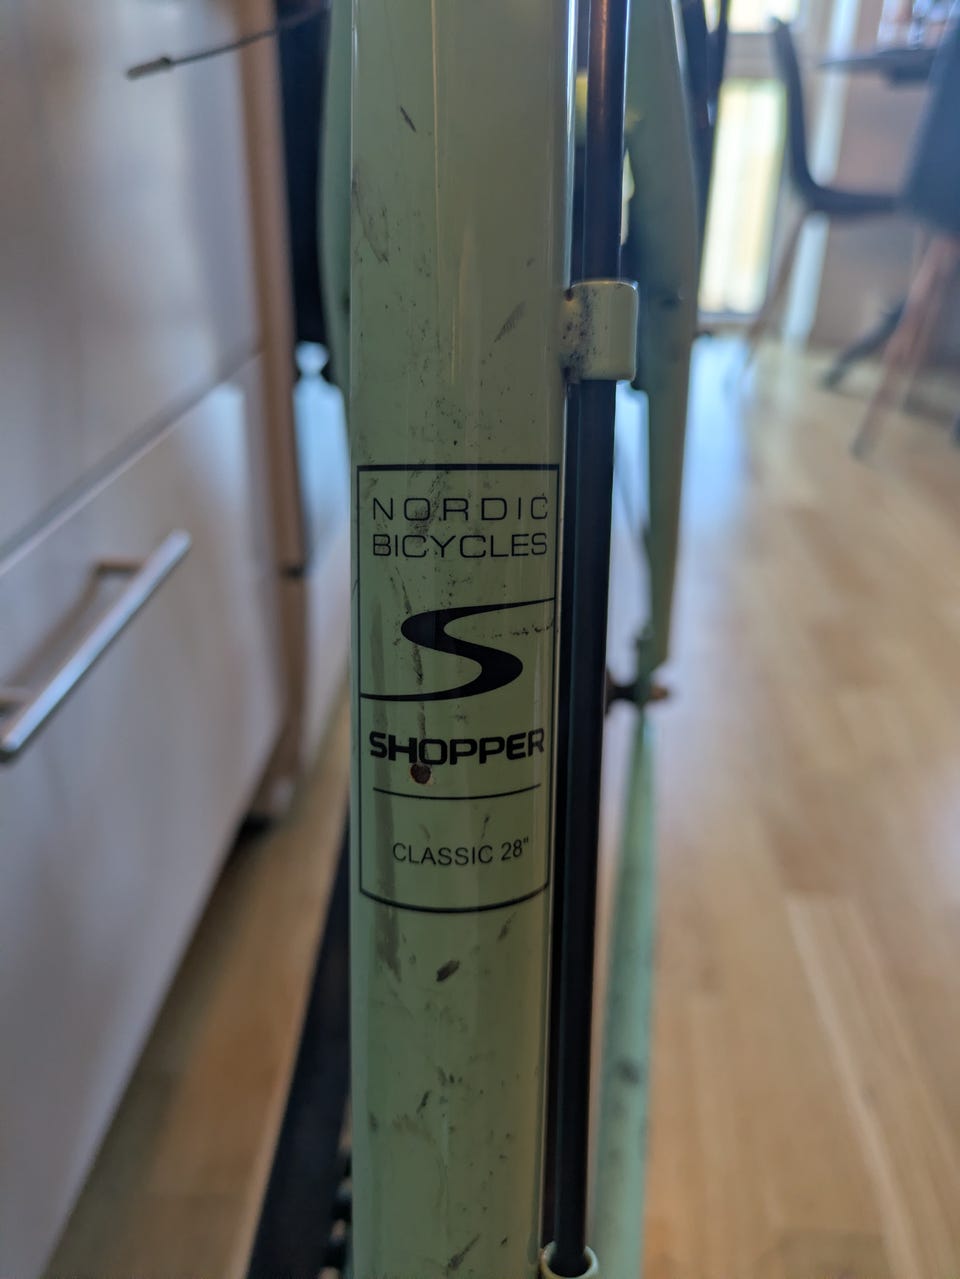 NORDIC
BICYCLES
SHOPPER
CLASSIC 28"